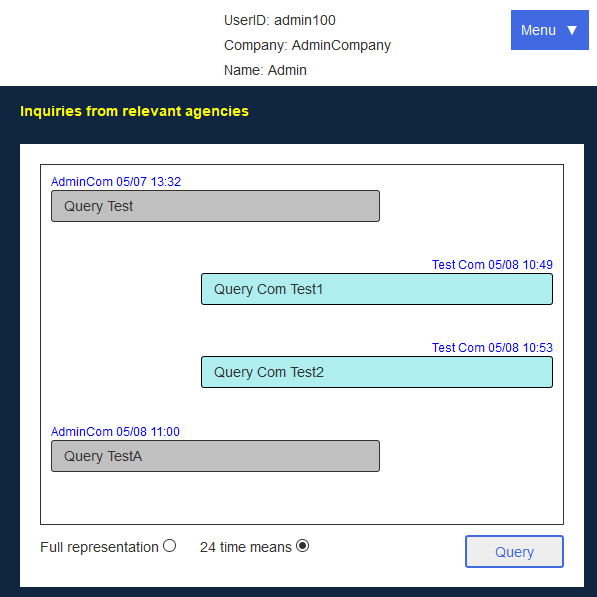 UserID: admin100
Company: AdminCompany
Name: Admin
Menu ▼
Inquiries from relevant agencies
AdminCom 05/07 13:32
Query Test
Test Com 05/08 10:49
Query Com Test1
Test Com 05/08 10:53
Query Com Test2
AdminCom 05/08 11:00
Query TestA
Full representation 24 time means
Query